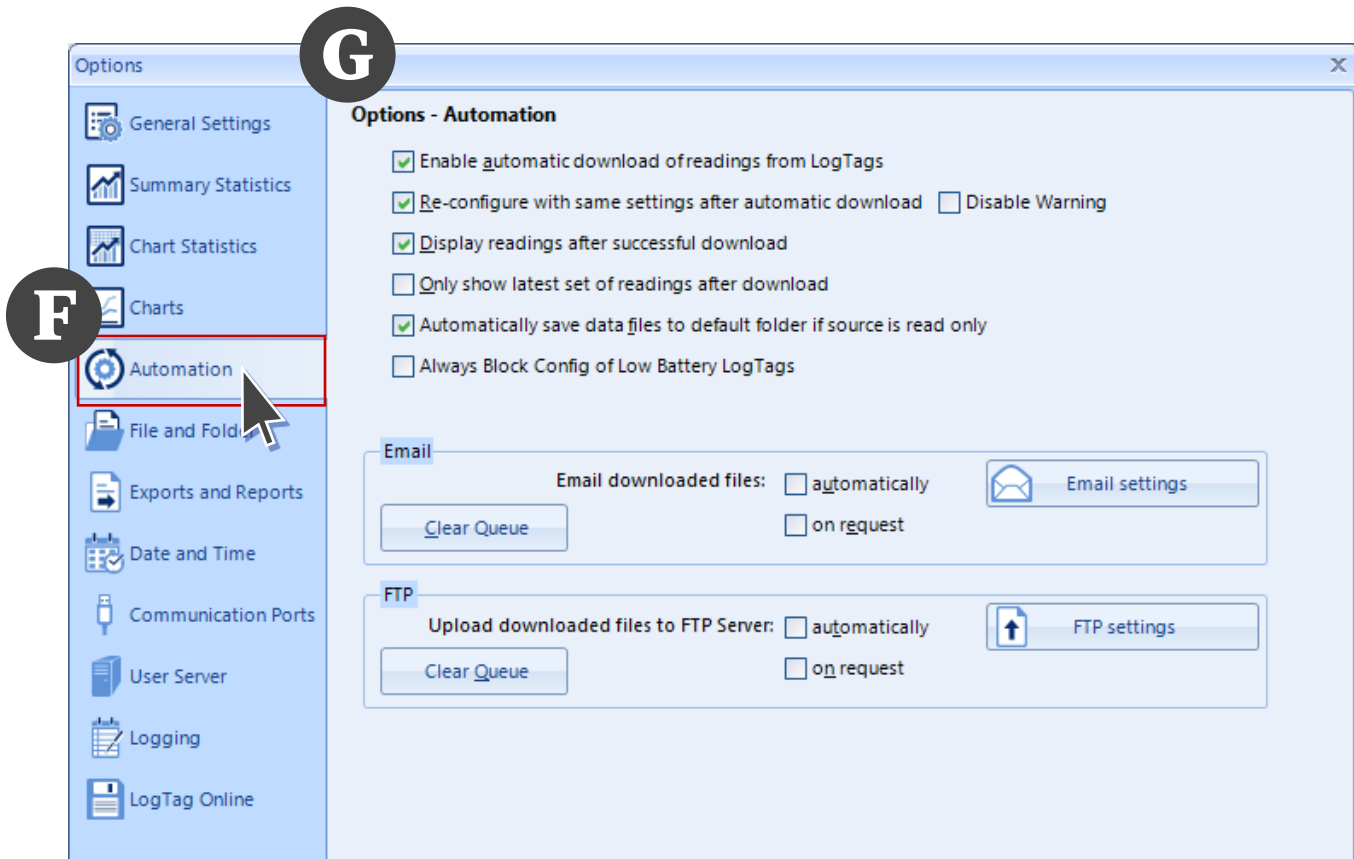 G
Options
X
General Settings
Summary Statistics
Chart Statistics
F
Charts
Automation
File and Folder
Exports and Reports
Date and Time
Communication Ports
User Server
Logging
LogTag Online
Options - Automation
Enable automatic download of readings from LogTags
Re-configure with same settings after automatic download Disable Warning
Display readings after successful download
Only show latest set of readings after download
Automatically save data files to default folder if source is read only
Always Block Config of Low Battery LogTags
Email
Email downloaded files: automatically Email settings
Clear Queue on request
FTP
Upload downloaded files to FTP Server: automatically FTP settings
Clear Queue on request